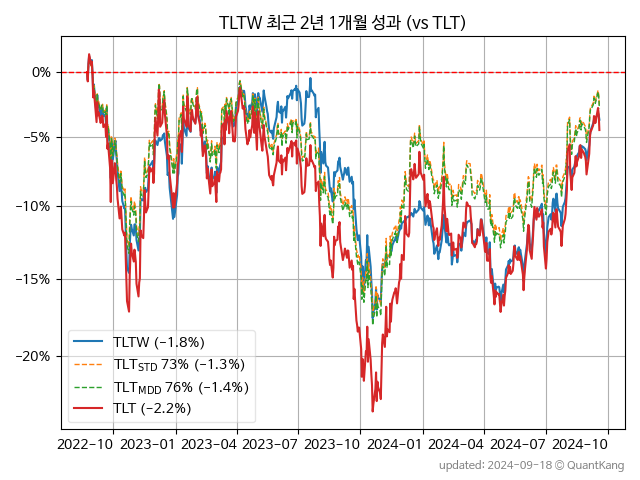 TLTW 최근 2년 1개월 성과 (vs TLT)
0%
−5%
−10%
−15%
−20%
TLTW (−1.8%)
TLT_STD 73% (−1.3%)
TLT_MDD 76% (−1.4%)
TLT (−2.2%)
2022-10 2023-01 2023-04 2023-07 2023-10 2024-01 2024-04 2024-07 2024-10
updated: 2024-09-18 © QuantKang